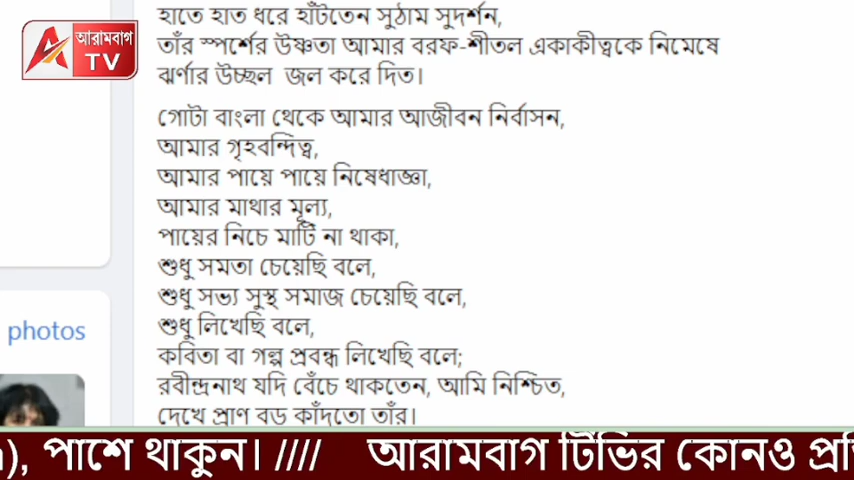 হাতে হাত ধরে হাঁটতেন সুঠাম সুদর্শন,
তাঁর স্পর্শের উষ্ণতা আমার বরফ-শীতল একাকীত্বকে নিমেষে
ঝর্ণার উচ্ছল জল করে দিত।
গোটা বাংলা থেকে আমার আজীবন নির্বাসন,
আমার গৃহবন্দিত্ব,
আমার পায়ে পায়ে নিষেধাজ্ঞা,
আমার মাথার মূল্য,
পায়ের নিচে মাটি না থাকা,
শুধু সমতা চেয়েছি বলে,
শুধু সভ্য সুস্থ সমাজ চেয়েছি বলে,
শুধু লিখেছি বলে,
কবিতা বা গল্প প্রবন্ধ লিখেছি বলে;
রবীন্দ্রনাথ যদি বেঁচে থাকতেন, আমি নিশ্চিত,
দেখে প্রাণ বড় কাঁদতো তাঁর।
আরামবাগ
TV
photos
), পাশে থাকুন। //// আরামবাগ টিভির কোনও